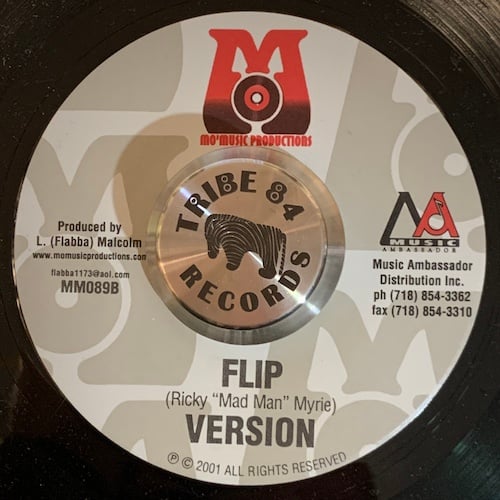 M
MO'MUSIC PRODUCTIONS
TRIBE 84
RECORDS
Produced by
L. (Flabba) Malcolm
www.momusicproductions.com
flabba1173@aol.com
MM089B
MUSIC
AMBASSADOR
Music Ambassador
Distribution Inc.
ph (718) 854-3362
fax (718) 854-3310
FLIP
(Ricky "Mad Man" Myrie)
VERSION
℗ © 2001 ALL RIGHTS RESERVED